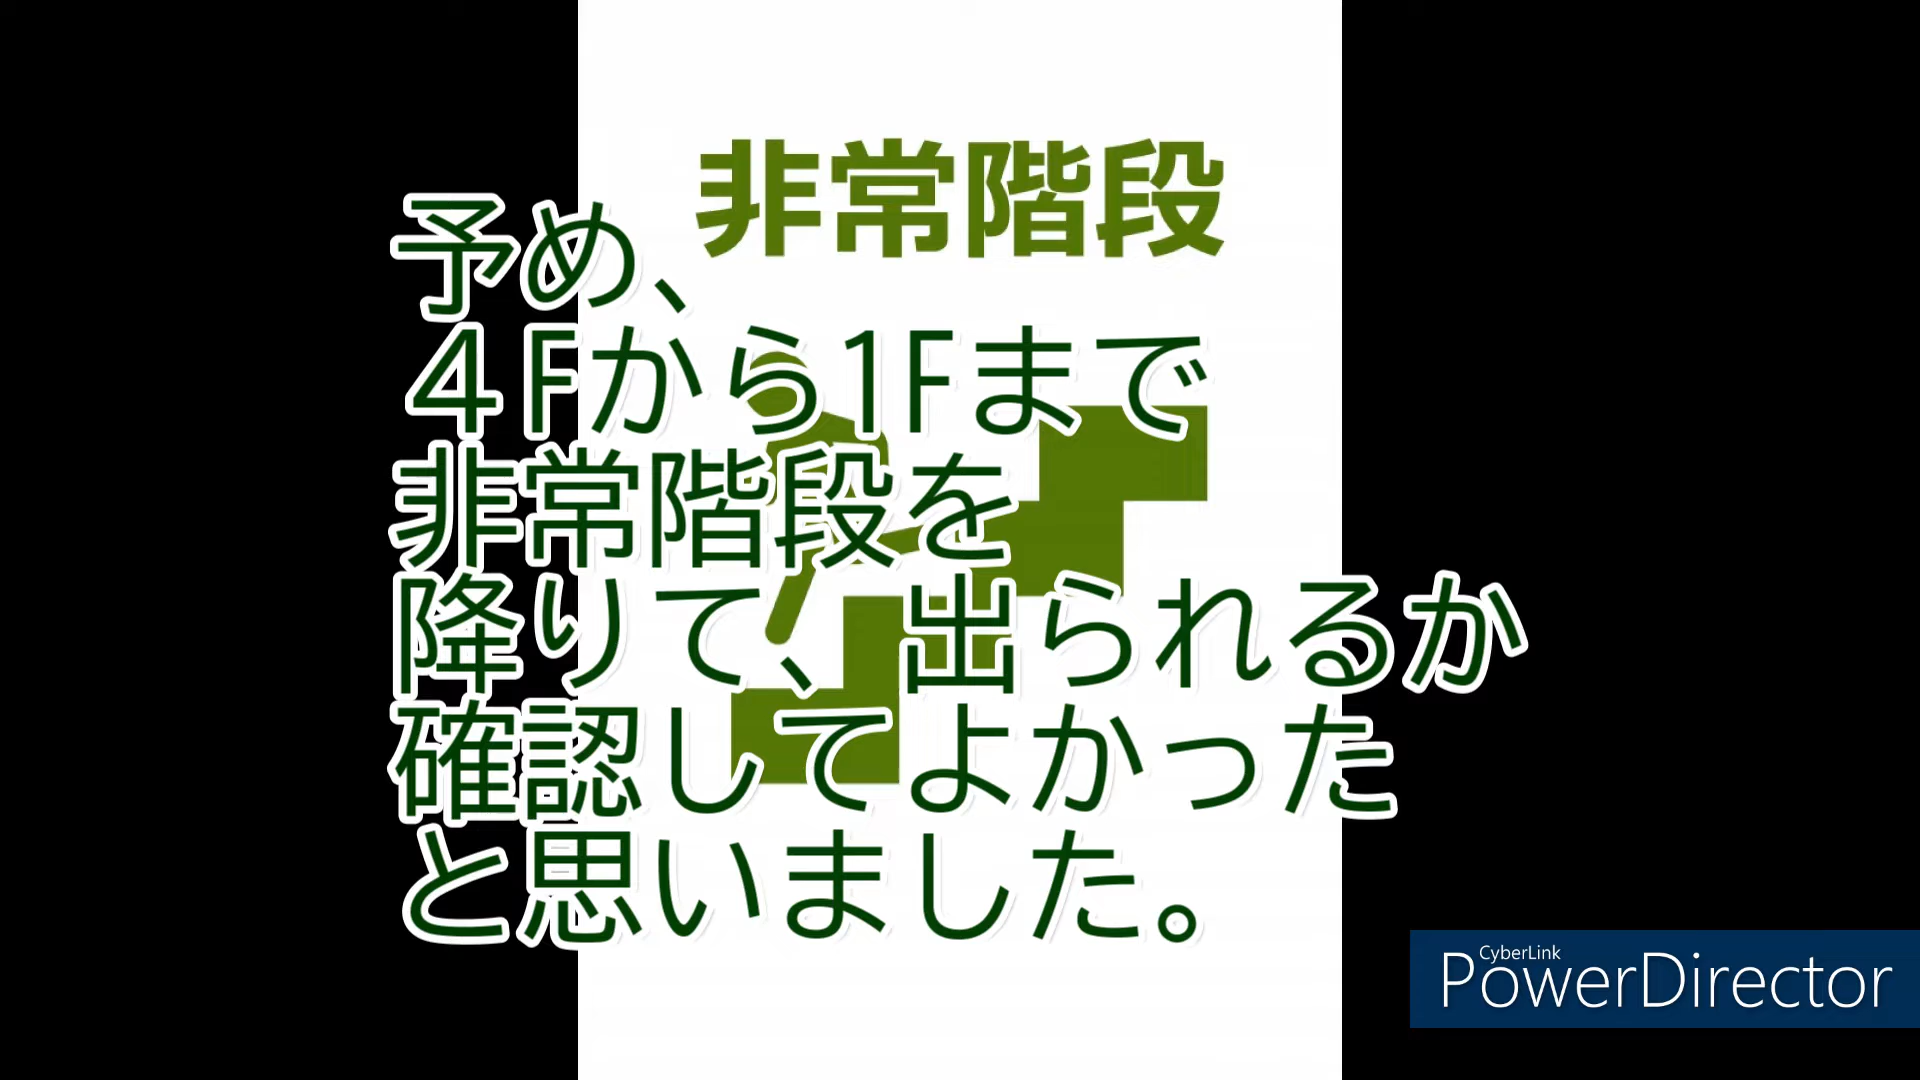 非常階段
予め、
４Fから1Fまで
非常階段を
降りて、出られるか
確認してよかった
と思いました。
CyberLink
PowerDirector